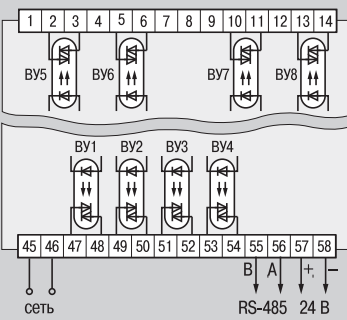 1 2 3 4 5 6 7 8 9 10 11 12 13 14
ВУ5 ВУ6 ВУ7 ВУ8
ВУ1 ВУ2 ВУ3 ВУ4
45 46 47 48 49 50 51 52 53 54 55 56 57 58
B A + −
сеть RS-485 24 В